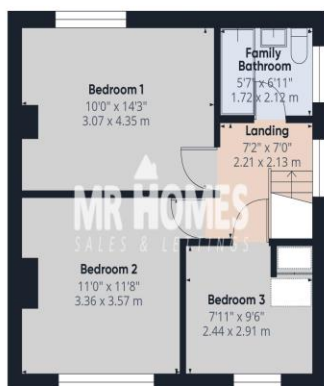 Bedroom 1
10'0" x 14'3"
3.07 x 4.35 m
Family
Bathroom
5'7" x 6'11"
1.72 x 2.12 m
Landing
7'2" x 7'0"
2.21 x 2.13 m
MR HOMES
SALES & LETTINGS
Bedroom 2
11'0" x 11'8"
3.36 x 3.57 m
Bedroom 3
7'11" x 9'6"
2.44 x 2.91 m